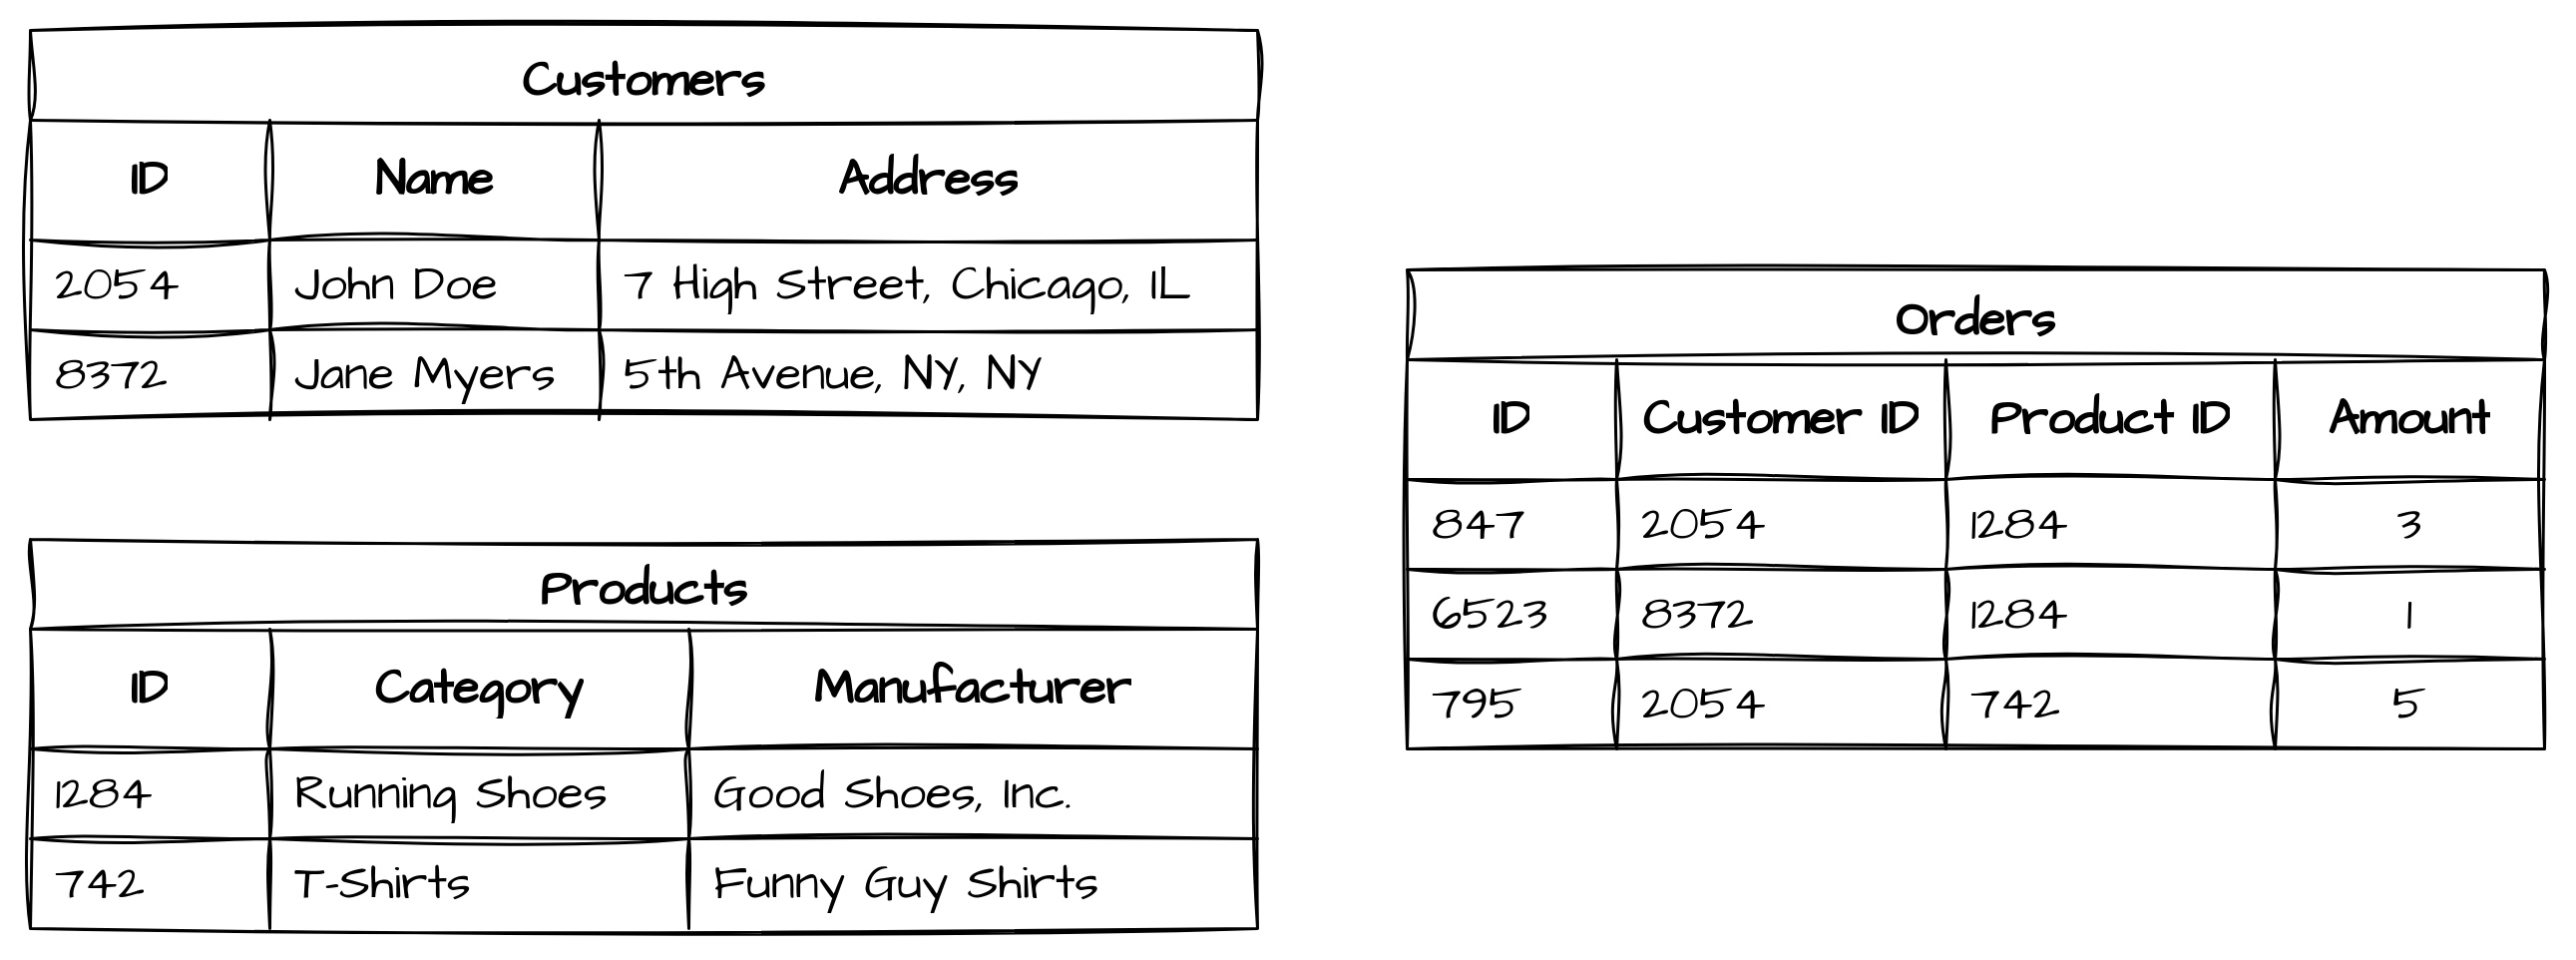 Customers
ID Name Address
2054 John Doe 7 High Street, Chicago, IL
8372 Jane Myers 5th Avenue, NY, NY
Products
ID Category Manufacturer
1284 Running Shoes Good Shoes, Inc.
742 T-Shirts Funny Guy Shirts
Orders
ID Customer ID Product ID Amount
847 2054 1284 3
6523 8372 1284 1
795 2054 742 5